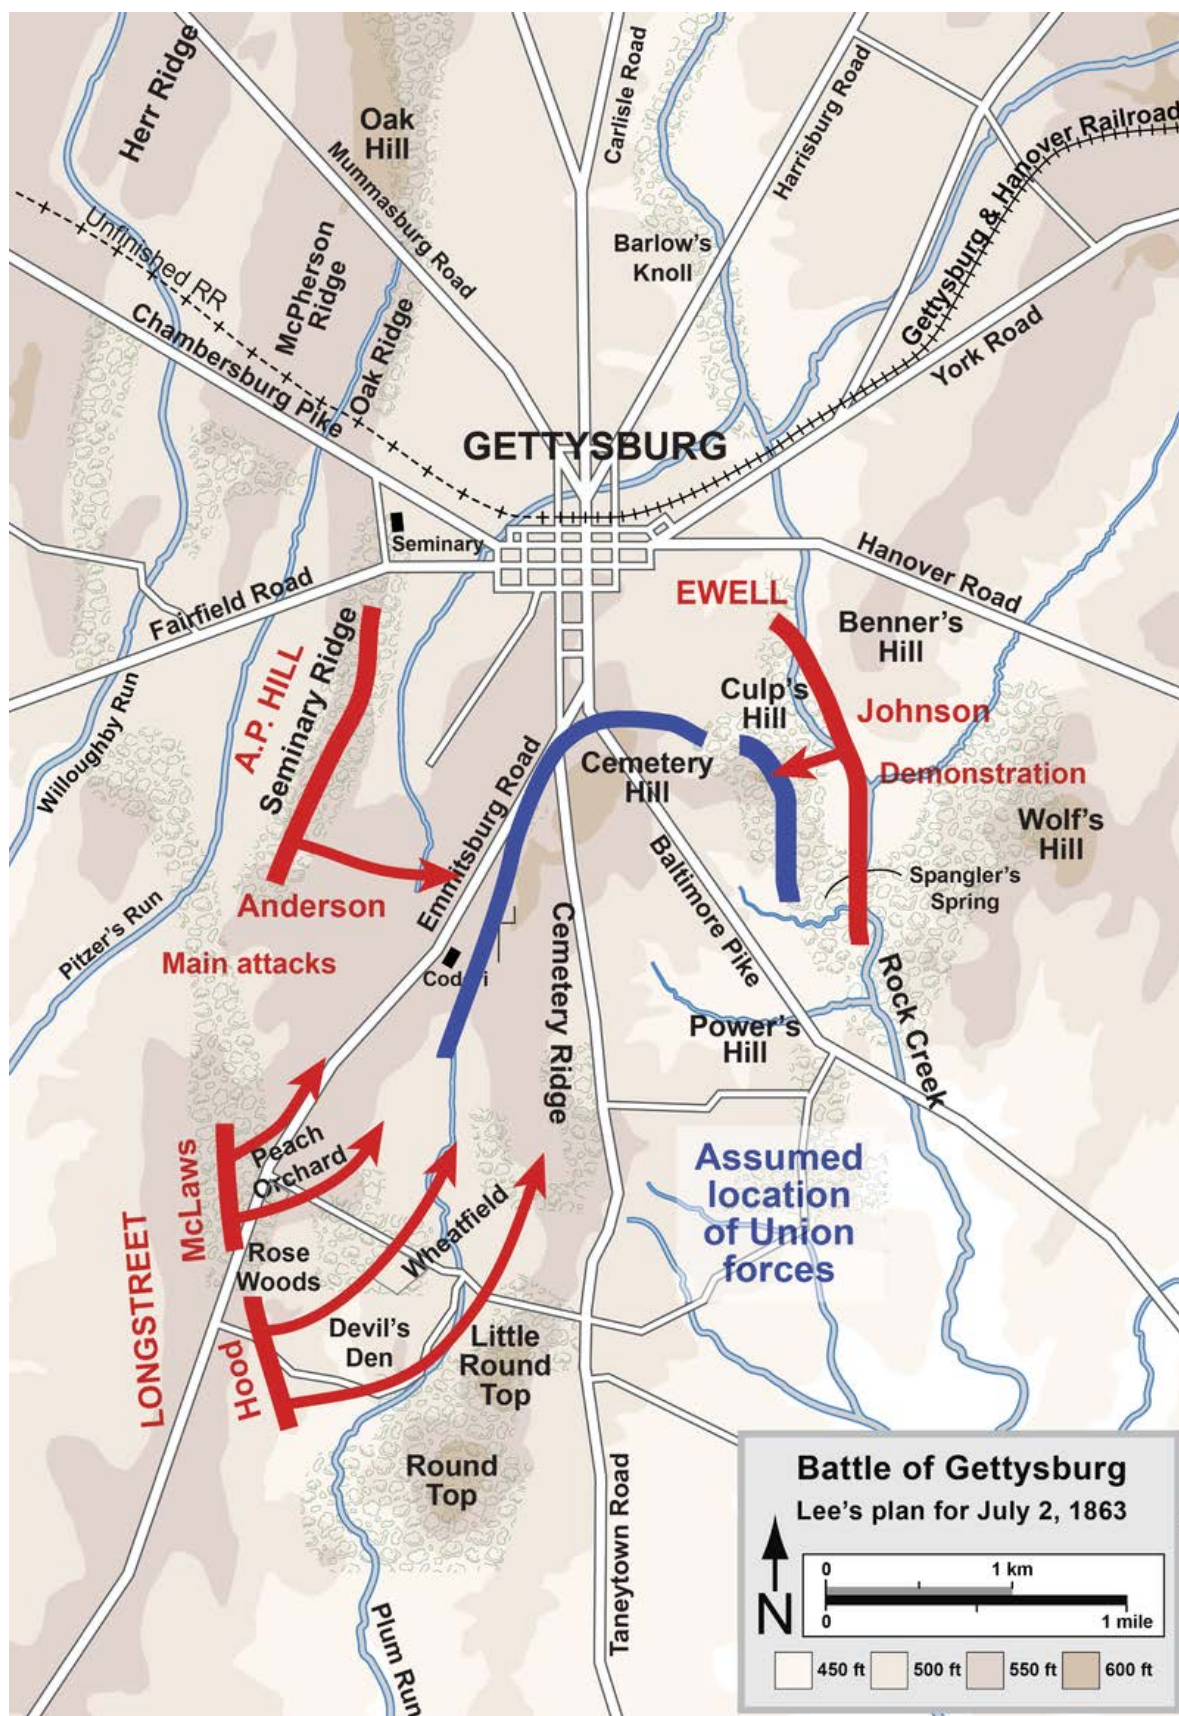 Herr Ridge
Oak
Hill
Mummasburg Road
Carlisle Road
Harrisburg Road
Gettysburg & Hanover Railroad
Unfinished RR
McPherson
Ridge
Barlow's
Knoll
Chambersburg Pike
Oak Ridge
York Road
GETTYSBURG
Seminary
Hanover Road
Fairfield Road
EWELL
Benner's
Hill
A.P. HILL
Seminary Ridge
Culp's
Hill
Johnson
Willoughby Run
Emmitsburg Road
Cemetery
Hill
Demonstration
Wolf's
Hill
Baltimore Pike
Spangler's
Spring
Anderson
Pitzer's Run
Main attacks
Cemetery Ridge
Rock Creek
Power's
Hill
McLaws
Peach
Orchard
Assumed
location
of Union
forces
Wheatfield
LONGSTREET
Rose
Woods
Devil's
Den
Little
Round
Top
Hood
Round
Top
Taneytown Road
Plum Run
Battle of Gettysburg
Lee's plan for July 2, 1863
N
0 1 km
0 1 mile
450 ft 500 ft 550 ft 600 ft